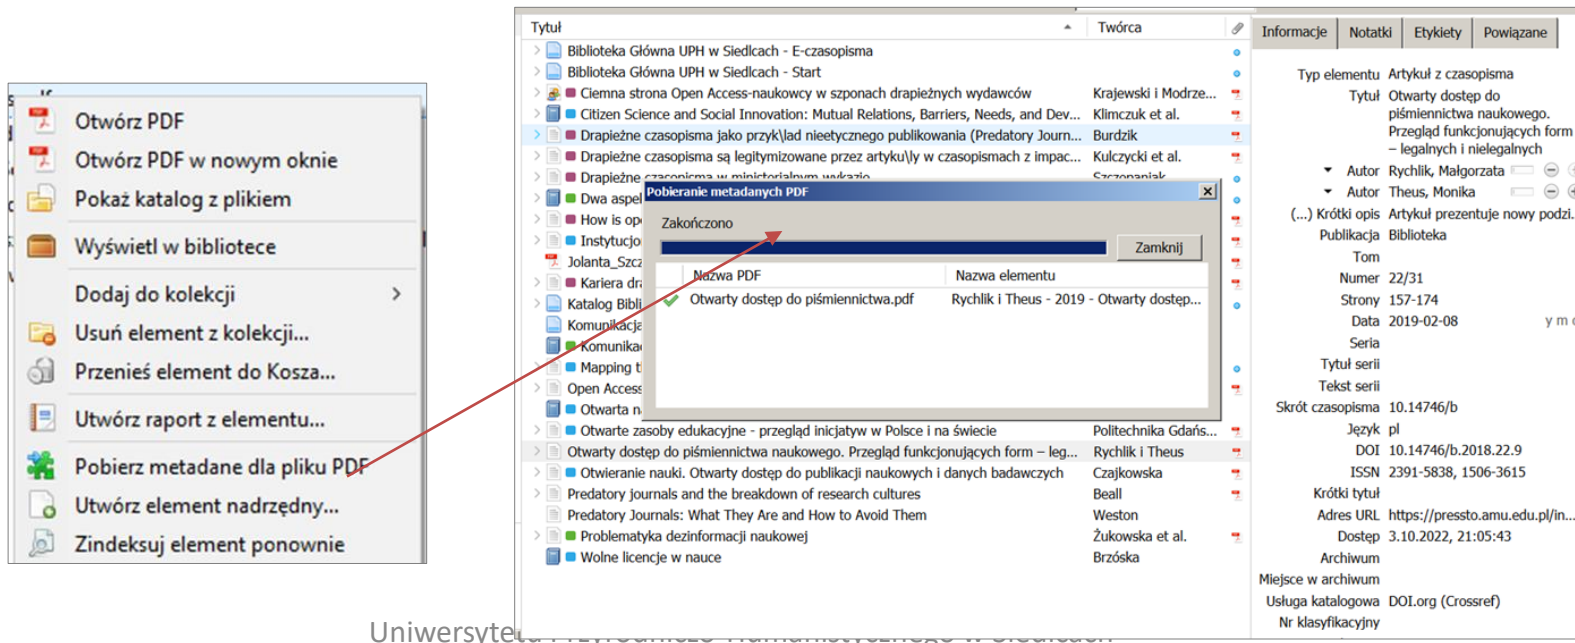 Otwórz PDF
Otwórz PDF w nowym oknie
Pokaż katalog z plikiem
Wyświetl w bibliotece
Dodaj do kolekcji
Usuń element z kolekcji...
Przenieś element do Kosza...
Utwórz raport z elementu...
Pobierz metadane dla pliku PDF
Utwórz element nadrzędny...
Zindeksuj element ponownie
Tytuł Twórca
Biblioteka Główna UPH w Siedlcach - E-czasopisma
Biblioteka Główna UPH w Siedlcach - Start
Ciemna strona Open Access-naukowcy w szponach drapieżnych wydawców Krajewski i Modrze...
Citizen Science and Social Innovation: Mutual Relations, Barriers, Needs, and Dev... Klimczuk et al.
Drapieżne czasopisma jako przyk\lad nieetycznego publikowania (Predatory Journ... Burdzik
Drapieżne czasopisma są legitymizowane przez artyku\ly w czasopismach z impac... Kulczycki et al.
Drapieżne czasopisma w ministerialnym wykazie Szczepaniak
Dwa aspe
How is op
Instytucjo
Jolanta_Szcz
Kariera dra
Katalog Bibli
Komunikacja
Komunika
Mapping t
Open Access
Otwarta n
Otwarte zasoby edukacyjne - przegląd inicjatyw w Polsce i na świecie Politechnika Gdańs...
Otwarty dostęp do piśmiennictwa naukowego. Przegląd funkcjonujących form – leg... Rychlik i Theus
Otwieranie nauki. Otwarty dostęp do publikacji naukowych i danych badawczych Czajkowska
Predatory journals and the breakdown of research cultures Beall
Predatory Journals: What They Are and How to Avoid Them Weston
Problematyka dezinformacji naukowej Żukowska et al.
Wolne licencje w nauce Brzóska
Pobieranie metadanych PDF
Zakończono
Zamknij
Nazwa PDF Nazwa elementu
Otwarty dostęp do piśmiennictwa.pdf Rychlik i Theus - 2019 - Otwarty dostęp...
Informacje Notatki Etykiety Powiązane
Typ elementu Artykuł z czasopisma
Tytuł Otwarty dostęp do
piśmiennictwa naukowego.
Przegląd funkcjonujących form
– legalnych i nielegalnych
Autor Rychlik, Małgorzata
Autor Theus, Monika
(...) Krótki opis Artykuł prezentuje nowy podzi...
Publikacja Biblioteka
Tom
Numer 22/31
Strony 157-174
Data 2019-02-08 y m
Seria
Tytuł serii
Tekst serii
Skrót czasopisma 10.14746/b
Język pl
DOI 10.14746/b.2018.22.9
ISSN 2391-5838, 1506-3615
Krótki tytuł
Adres URL https://pressto.amu.edu.pl/in...
Dostęp 3.10.2022, 21:05:43
Archiwum
Miejsce w archiwum
Usługa katalogowa DOI.org (Crossref)
Nr klasyfikacyjny
Uniwersytetu Przyrodniczo-Humanistycznego w Siedlcach